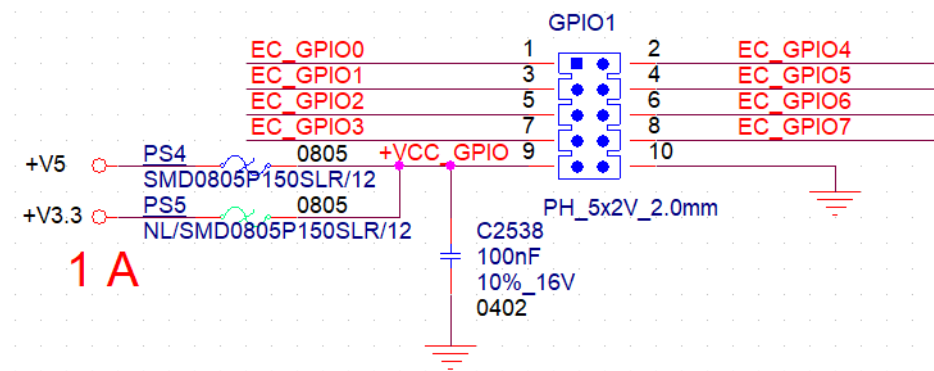 GPIO1
EC_GPIO0 1 2 EC_GPIO4
EC_GPIO1 3 4 EC_GPIO5
EC_GPIO2 5 6 EC_GPIO6
EC_GPIO3 7 8 EC_GPIO7
+V5 PS4 0805 +VCC_GPIO 9 10
SMD0805P150SLR/12
+V3.3 PS5 0805 PH_5x2V_2.0mm
NL/SMD0805P150SLR/12 C2538
1 A 100nF
10%_16V
0402